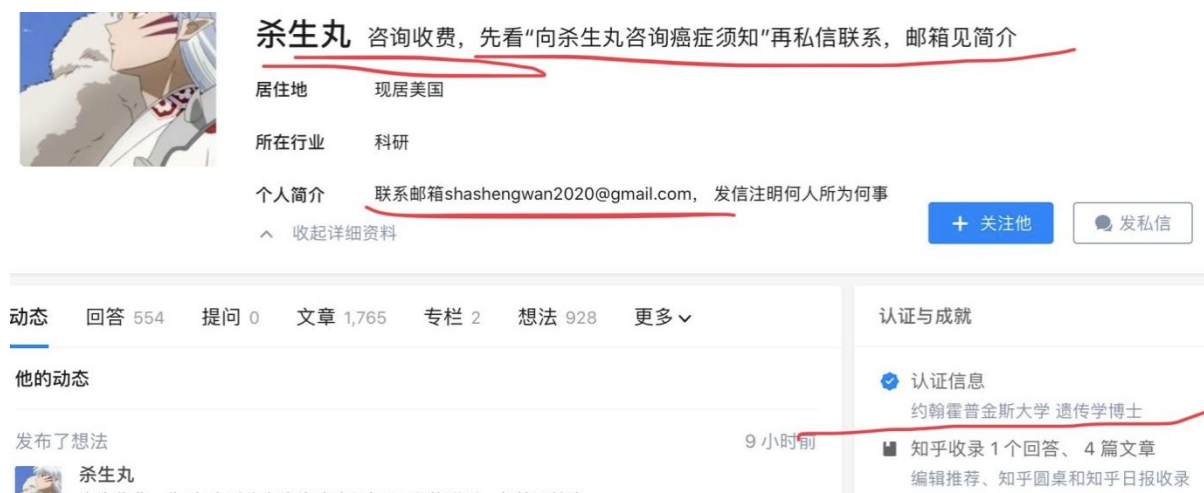 杀生丸 咨询收费，先看“向杀生丸咨询癌症须知”再私信联系，邮箱见简介
居住地 现居美国
所在行业 科研
个人简介 联系邮箱shashengwan2020@gmail.com， 发信注明何人所为何事
收起详细资料
+ 关注他
发私信
动态 回答 554 提问 0 文章 1,765 专栏 2 想法 928 更多
他的动态
发布了想法 9 小时前
杀生丸
认证与成就
认证信息
约翰霍普金斯大学 遗传学博士
知乎收录 1 个回答、 4 篇文章
编辑推荐、知乎圆桌和知乎日报收录